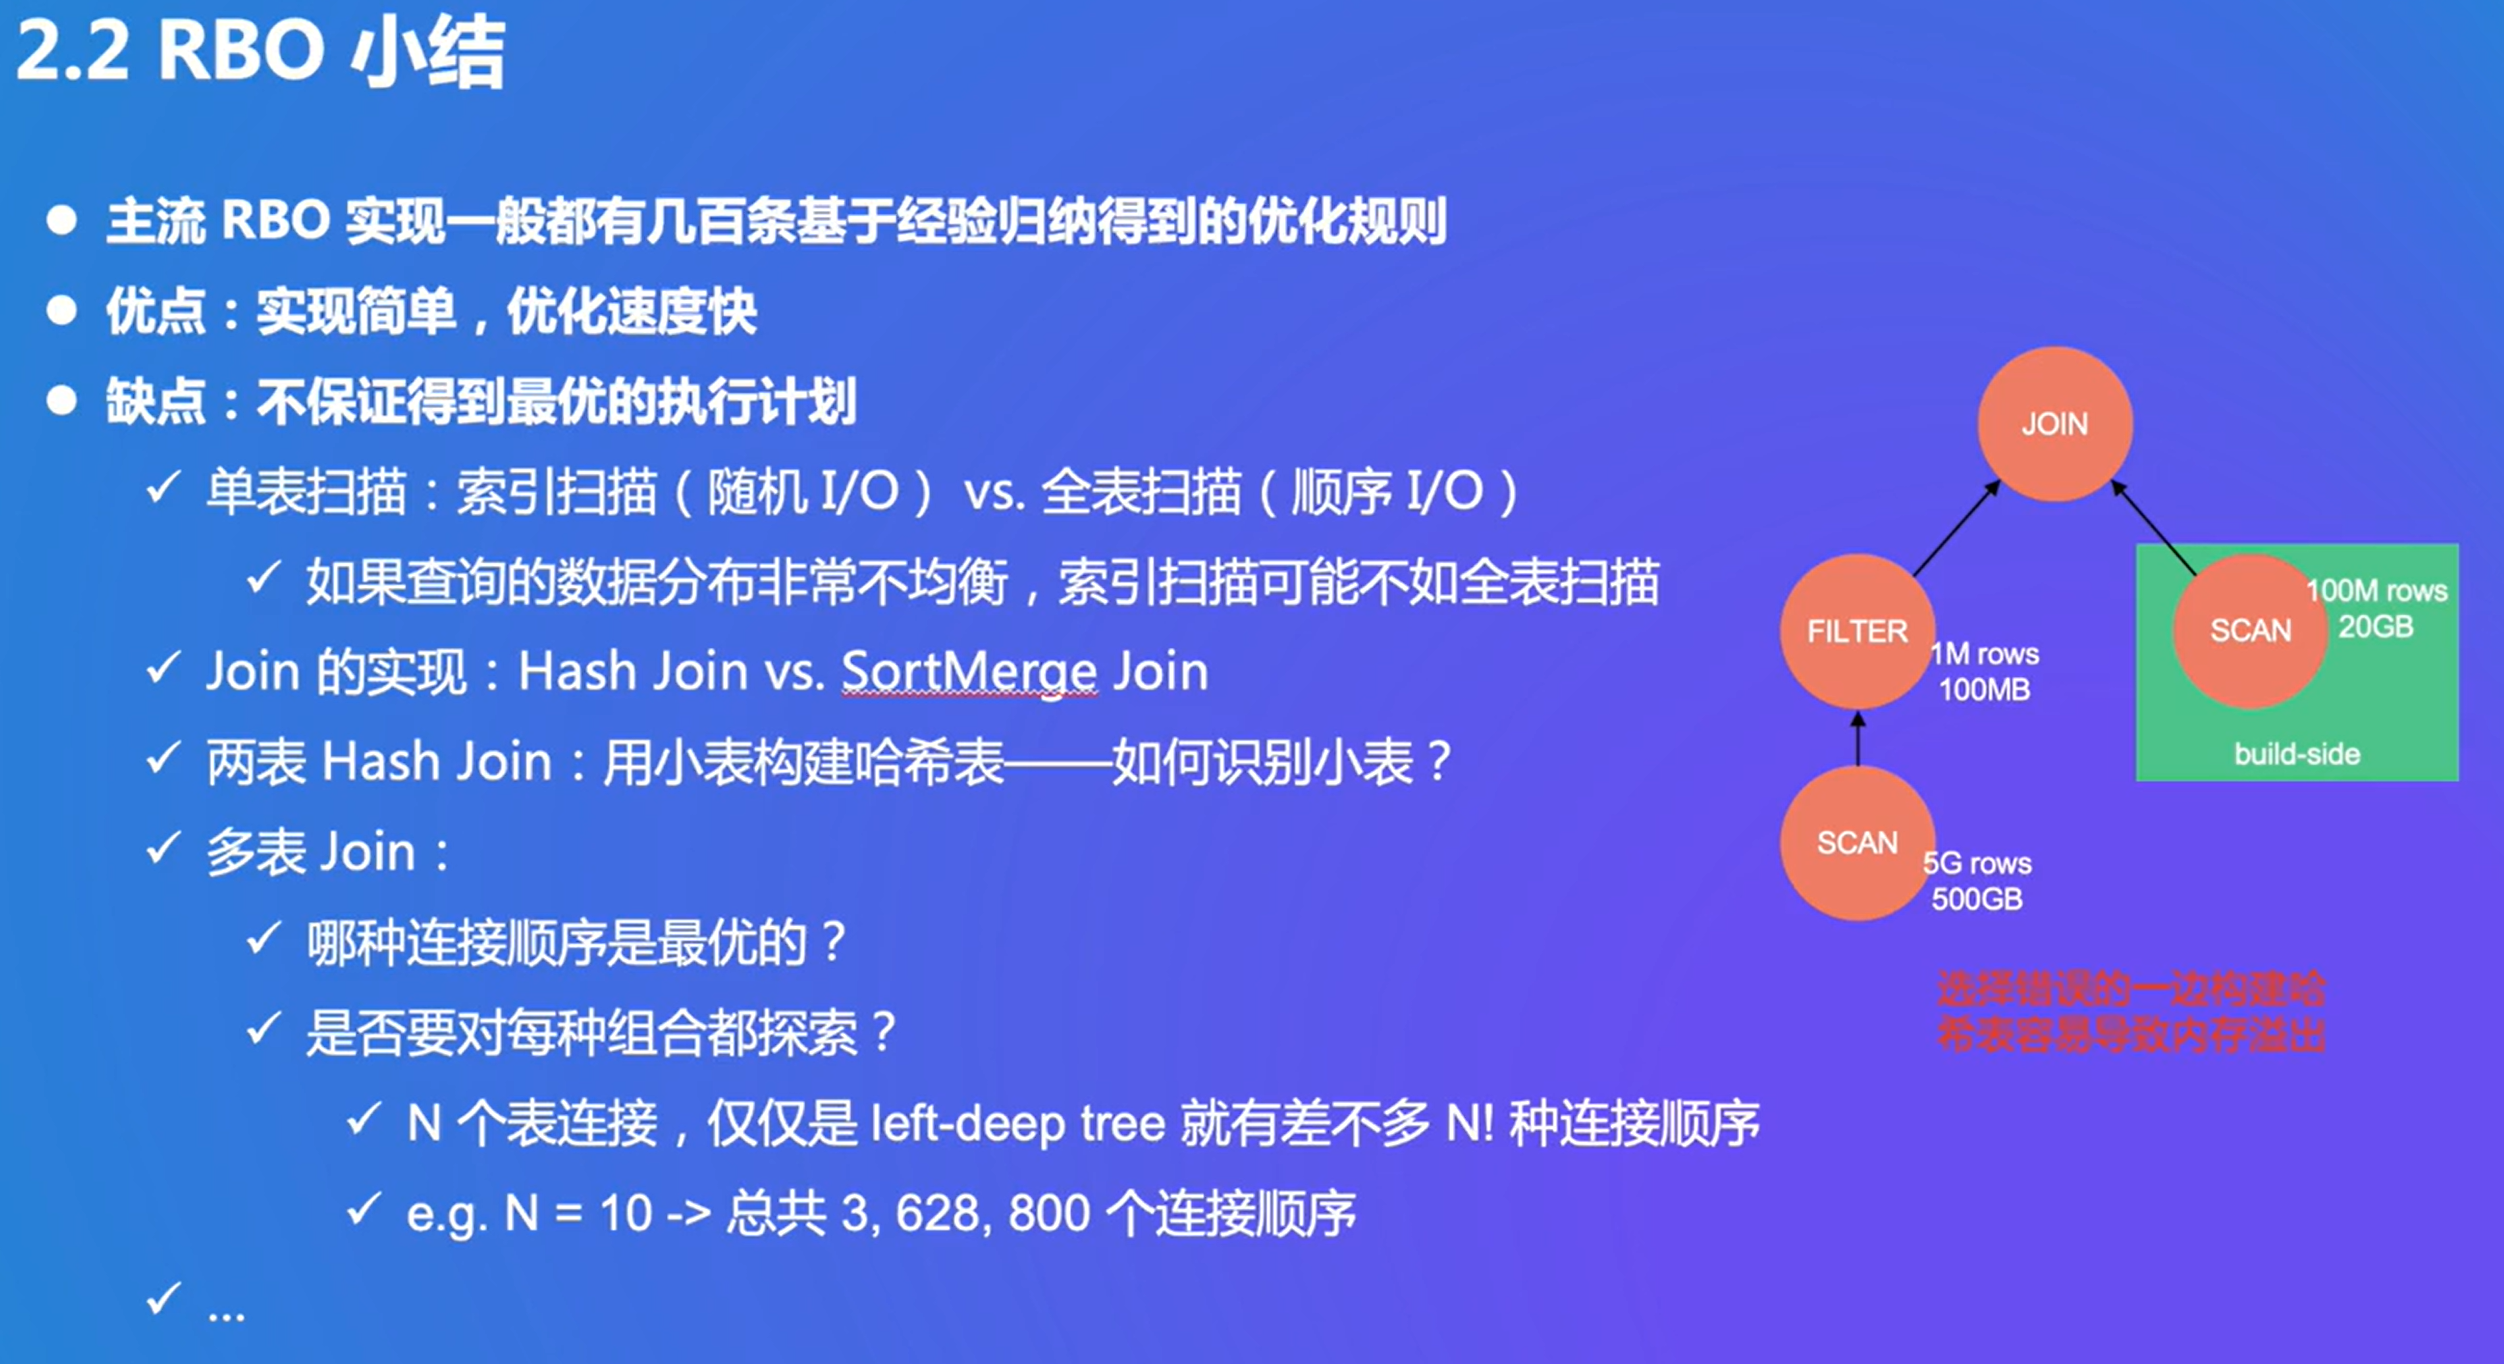 2.2 RBO 小结
● 主流 RBO 实现一般都有几百条基于经验归纳得到的优化规则
● 优点：实现简单，优化速度快
● 缺点：不保证得到最优的执行计划
✓ 单表扫描：索引扫描（随机 I/O） vs. 全表扫描（顺序 I/O）
✓ 如果查询的数据分布非常不均衡，索引扫描可能不如全表扫描
✓ Join 的实现：Hash Join vs. SortMerge Join
✓ 两表 Hash Join：用小表构建哈希表——如何识别小表？
✓ 多表 Join：
✓ 哪种连接顺序是最优的？
✓ 是否要对每种组合都探索？
✓ N 个表连接，仅仅是 left-deep tree 就有差不多 N! 种连接顺序
✓ e.g. N = 10 -> 总共 3, 628, 800 个连接顺序
✓ ...
JOIN
FILTER
1M rows
100MB
SCAN
100M rows
20GB
build-side
SCAN
5G rows
500GB
选择错误的一边构建哈
希表容易导致内存溢出